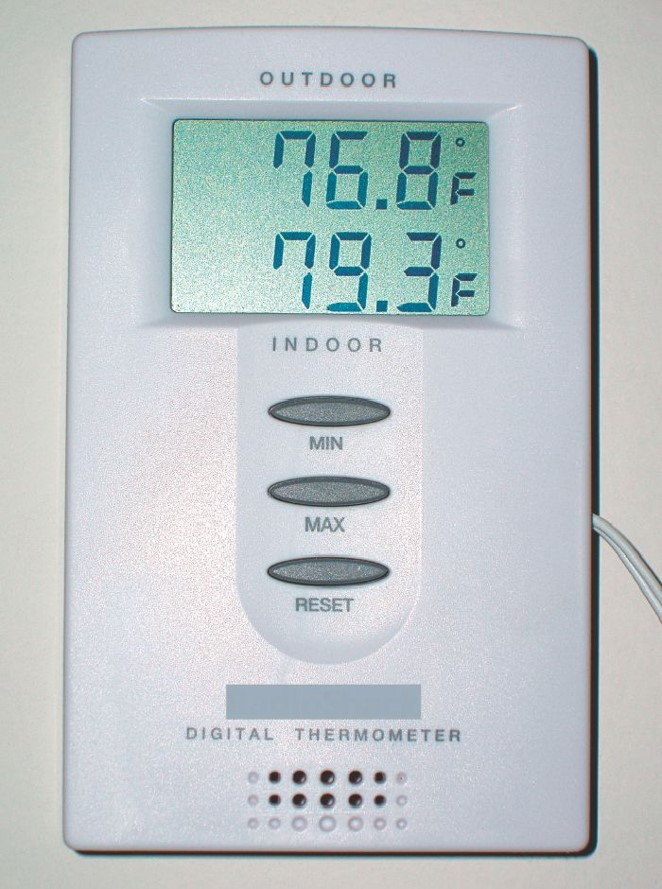 OUTDOOR
76.8°F
79.3°F
INDOOR
MIN
MAX
RESET
DIGITAL THERMOMETER